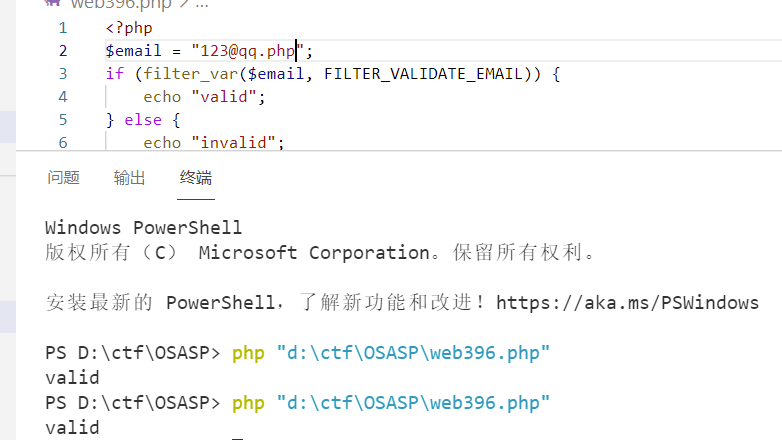 web396.php > ...
1 <?php
2 $email = "123@qq.php";
3 if (filter_var($email, FILTER_VALIDATE_EMAIL)) {
4 echo "valid";
5 } else {
6 echo "invalid";
问题 输出 终端
Windows PowerShell
版权所有（C） Microsoft Corporation。保留所有权利。
安装最新的 PowerShell，了解新功能和改进！https://aka.ms/PSWindows
PS D:\ctf\OSASP> php "d:\ctf\OSASP\web396.php"
valid
PS D:\ctf\OSASP> php "d:\ctf\OSASP\web396.php"
valid